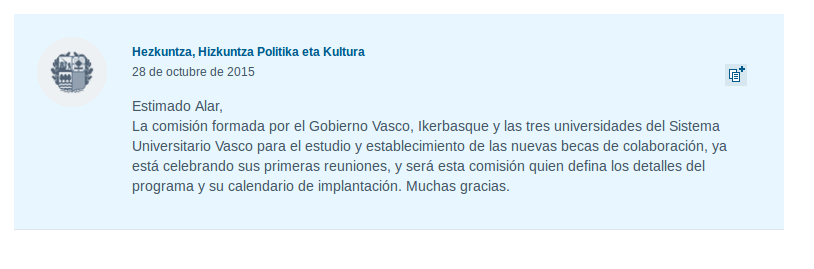 Hezkuntza, Hizkuntza Politika eta Kultura
28 de octubre de 2015
Estimado Alar,
La comisión formada por el Gobierno Vasco, Ikerbasque y las tres universidades del Sistema
Universitario Vasco para el estudio y establecimiento de las nuevas becas de colaboración, ya
está celebrando sus primeras reuniones, y será esta comisión quien defina los detalles del
programa y su calendario de implantación. Muchas gracias.